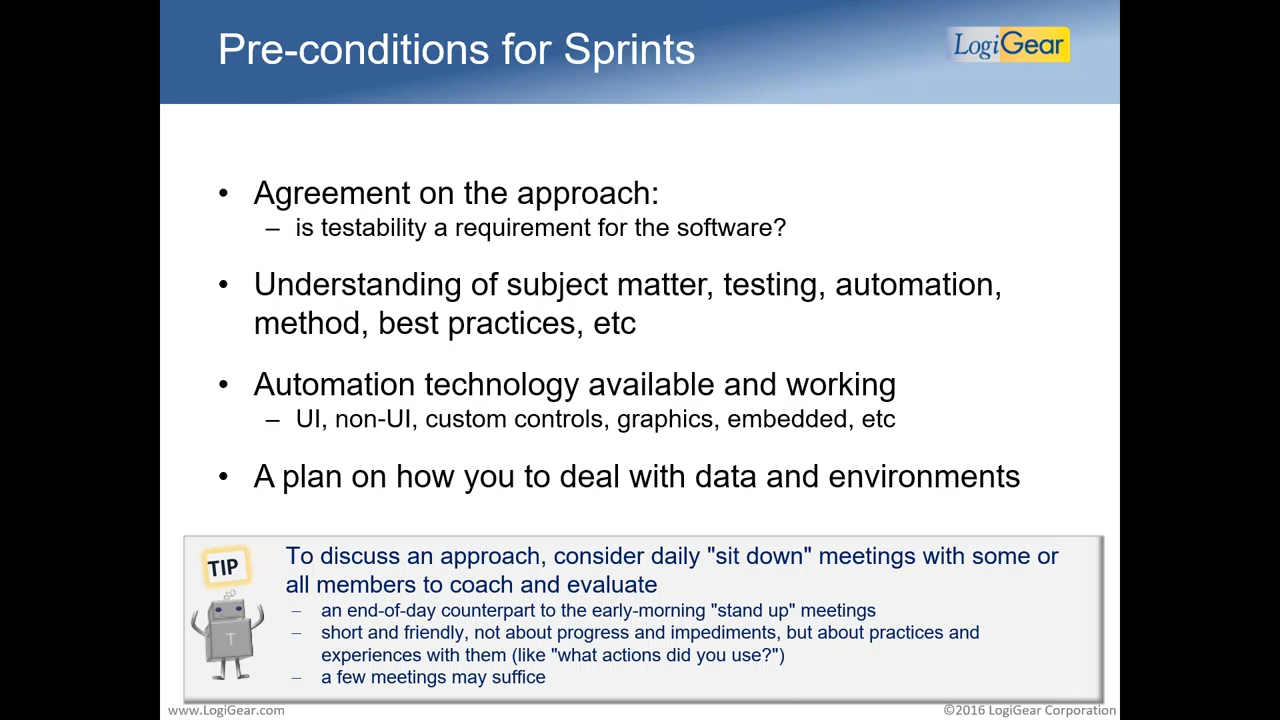 Pre-conditions for Sprints
LogiGear
• Agreement on the approach:
– is testability a requirement for the software?
• Understanding of subject matter, testing, automation,
method, best practices, etc
• Automation technology available and working
– UI, non-UI, custom controls, graphics, embedded, etc
• A plan on how you to deal with data and environments
TIP
T
To discuss an approach, consider daily "sit down" meetings with some or
all members to coach and evaluate
– an end-of-day counterpart to the early-morning "stand up" meetings
– short and friendly, not about progress and impediments, but about practices and
experiences with them (like "what actions did you use?")
– a few meetings may suffice
www.LogiGear.com
©2016 LogiGear Corporation